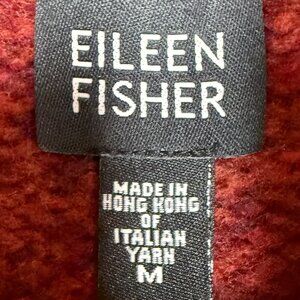 EILEEN
FISHER
MADE IN
HONG KONG
OF
ITALIAN
YARN
M